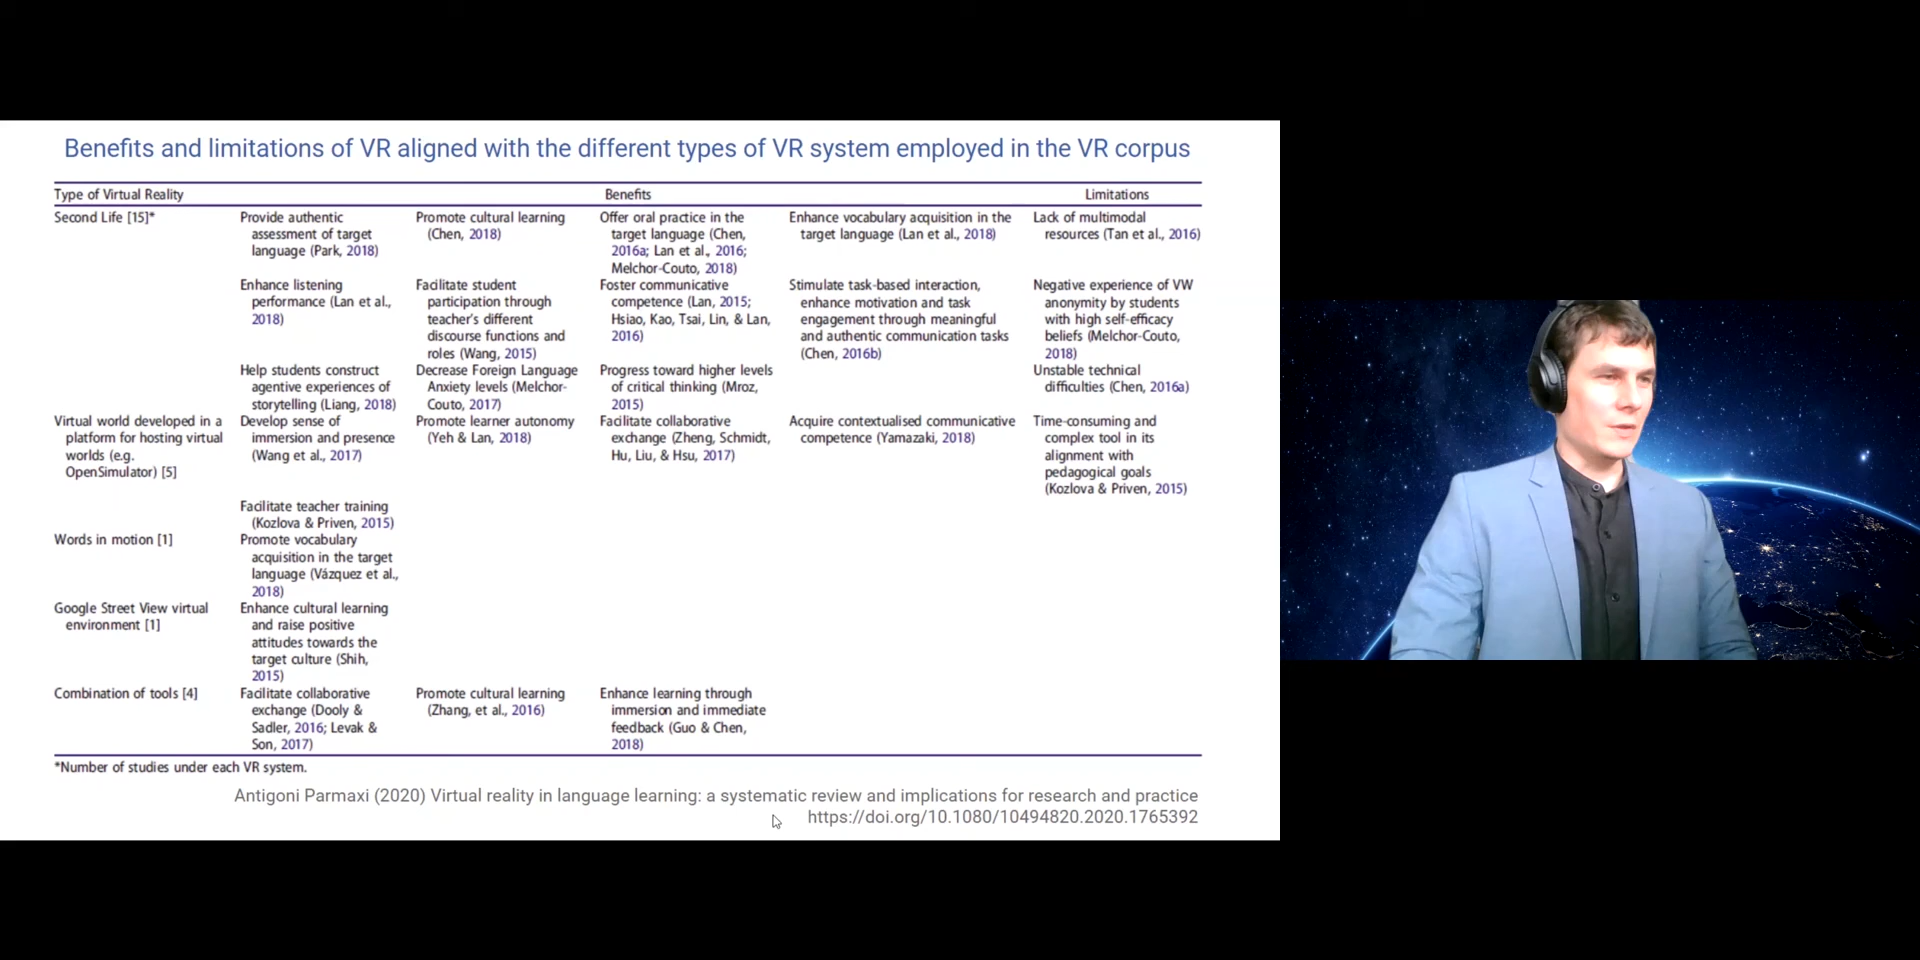 Benefits and limitations of VR aligned with the different types of VR system employed in the VR corpus
Type of Virtual Reality
Benefits
Limitations
Second Life [15]*
Provide authentic
assessment of target
language (Park, 2018)
Promote cultural learning
(Chen, 2018)
Offer oral practice in the
target language (Chen,
2016a; Lan et al., 2016;
Melchor-Couto, 2018)
Enhance vocabulary acquisition in the
target language (Lan et al., 2018)
Lack of multimodal
resources (Tan et al., 2016)
Enhance listening
performance (Lan et al.,
2018)
Facilitate student
participation through
teacher's different
discourse functions and
roles (Wang, 2015)
Foster communicative
competence (Lan, 2015;
Hsiao, Kao, Tsai, Lin, & Lan,
2016)
Stimulate task-based interaction,
enhance motivation and task
engagement through meaningful
and authentic communication tasks
(Chen, 2016b)
Negative experience of VW
anonymity by students
with high self-efficacy
beliefs (Melchor-Couto,
2018)
Help students construct
agentive experiences of
storytelling (Liang, 2018)
Decrease Foreign Language
Anxiety levels (Melchor-
Couto, 2017)
Progress toward higher levels
of critical thinking (Mroz,
2015)
Unstable technical
difficulties (Chen, 2016a)
Virtual world developed in a
platform for hosting virtual
worlds (e.g.
OpenSimulator) [5]
Develop sense of
immersion and presence
(Wang et al., 2017)
Promote learner autonomy
(Yeh & Lan, 2018)
Facilitate collaborative
exchange (Zheng, Schmidt,
Hu, Liu, & Hsu, 2017)
Acquire contextualised communicative
competence (Yamazaki, 2018)
Time-consuming and
complex tool in its
alignment with
pedagogical goals
(Kozlova & Priven, 2015)
Facilitate teacher training
(Kozlova & Priven, 2015)
Words in motion [1]
Promote vocabulary
acquisition in the target
language (Vázquez et al.,
2018)
Google Street View virtual
environment [1]
Enhance cultural learning
and raise positive
attitudes towards the
target culture (Shih,
2015)
Combination of tools [4]
Facilitate collaborative
exchange (Dooly &
Sadler, 2016; Levak &
Son, 2017)
Promote cultural learning
(Zhang, et al., 2016)
Enhance learning through
immersion and immediate
feedback (Guo & Chen,
2018)
*Number of studies under each VR system.
Antigoni Parmaxi (2020) Virtual reality in language learning: a systematic review and implications for research and practice
https://doi.org/10.1080/10494820.2020.1765392